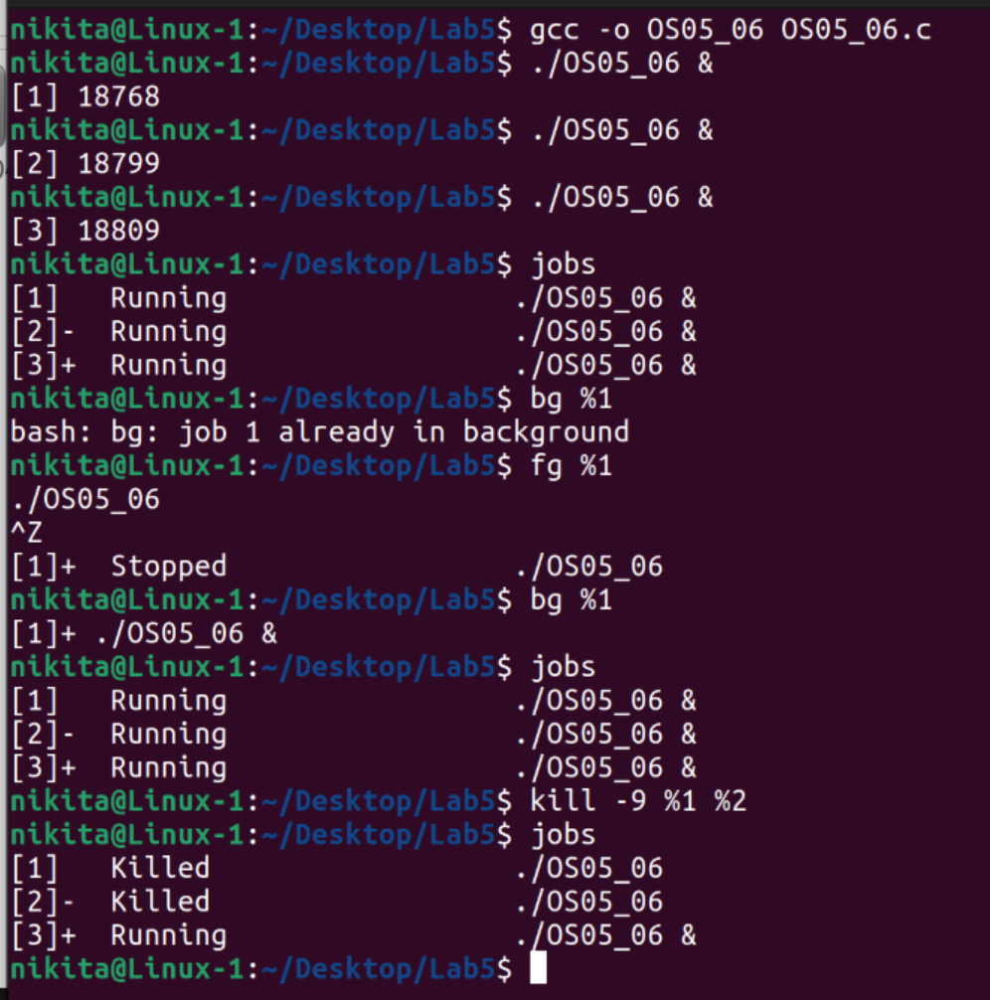 nikita@Linux-1:~/Desktop/Lab5$ gcc -o OS05_06 OS05_06.c
nikita@Linux-1:~/Desktop/Lab5$ ./OS05_06 &
[1] 18768
nikita@Linux-1:~/Desktop/Lab5$ ./OS05_06 &
[2] 18799
nikita@Linux-1:~/Desktop/Lab5$ ./OS05_06 &
[3] 18809
nikita@Linux-1:~/Desktop/Lab5$ jobs
[1]   Running                 ./OS05_06 &
[2]-  Running                 ./OS05_06 &
[3]+  Running                 ./OS05_06 &
nikita@Linux-1:~/Desktop/Lab5$ bg %1
bash: bg: job 1 already in background
nikita@Linux-1:~/Desktop/Lab5$ fg %1
./OS05_06
^Z
[1]+  Stopped                 ./OS05_06
nikita@Linux-1:~/Desktop/Lab5$ bg %1
[1]+ ./OS05_06 &
nikita@Linux-1:~/Desktop/Lab5$ jobs
[1]   Running                 ./OS05_06 &
[2]-  Running                 ./OS05_06 &
[3]+  Running                 ./OS05_06 &
nikita@Linux-1:~/Desktop/Lab5$ kill -9 %1 %2
nikita@Linux-1:~/Desktop/Lab5$ jobs
[1]   Killed                  ./OS05_06
[2]-  Killed                  ./OS05_06
[3]+  Running                 ./OS05_06 &
nikita@Linux-1:~/Desktop/Lab5$